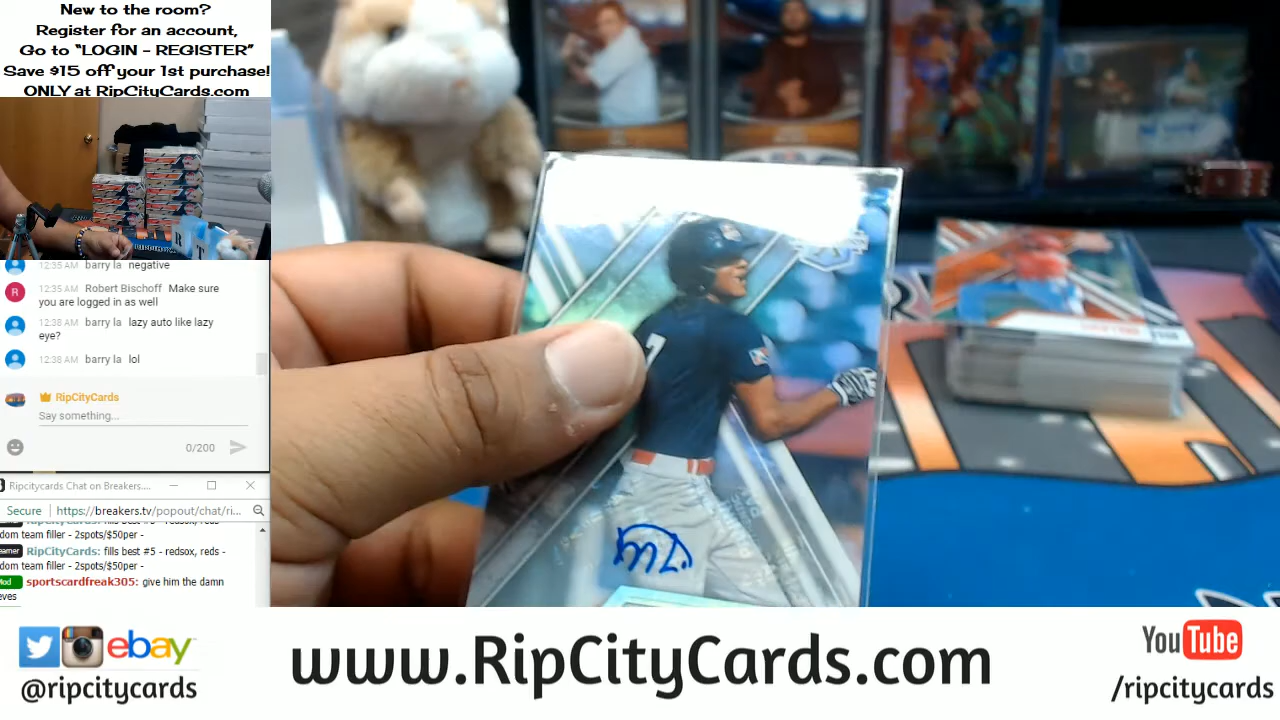 New to the room?
Register for an account,
Go to “LOGIN - REGISTER”
Save $15 off your 1st purchase!
ONLY at RipCityCards.com
12:35 AM barry la negative
R 12:35 AM Robert Bischoff Make sure
you are logged in as well
12:38 AM barry la lazy auto like lazy
eye?
12:38 AM barry la lol
RipCityCards
Say something...
0/200
Ripcitycards Chat on Breakers....
Secure https://breakers.tv/popout/chat/ri...
RipCityCards: fills best #5 - redsox, reds -
dom team filler - 2spots/$50per -
eamer RipCityCards: fills best #5 - redsox, reds -
dom team filler - 2spots/$50per -
Mod sportscardfreak305: give him the damn
eves
7
ebay
@ripcitycards
www.RipCityCards.com
YouTube
/ripcitycards